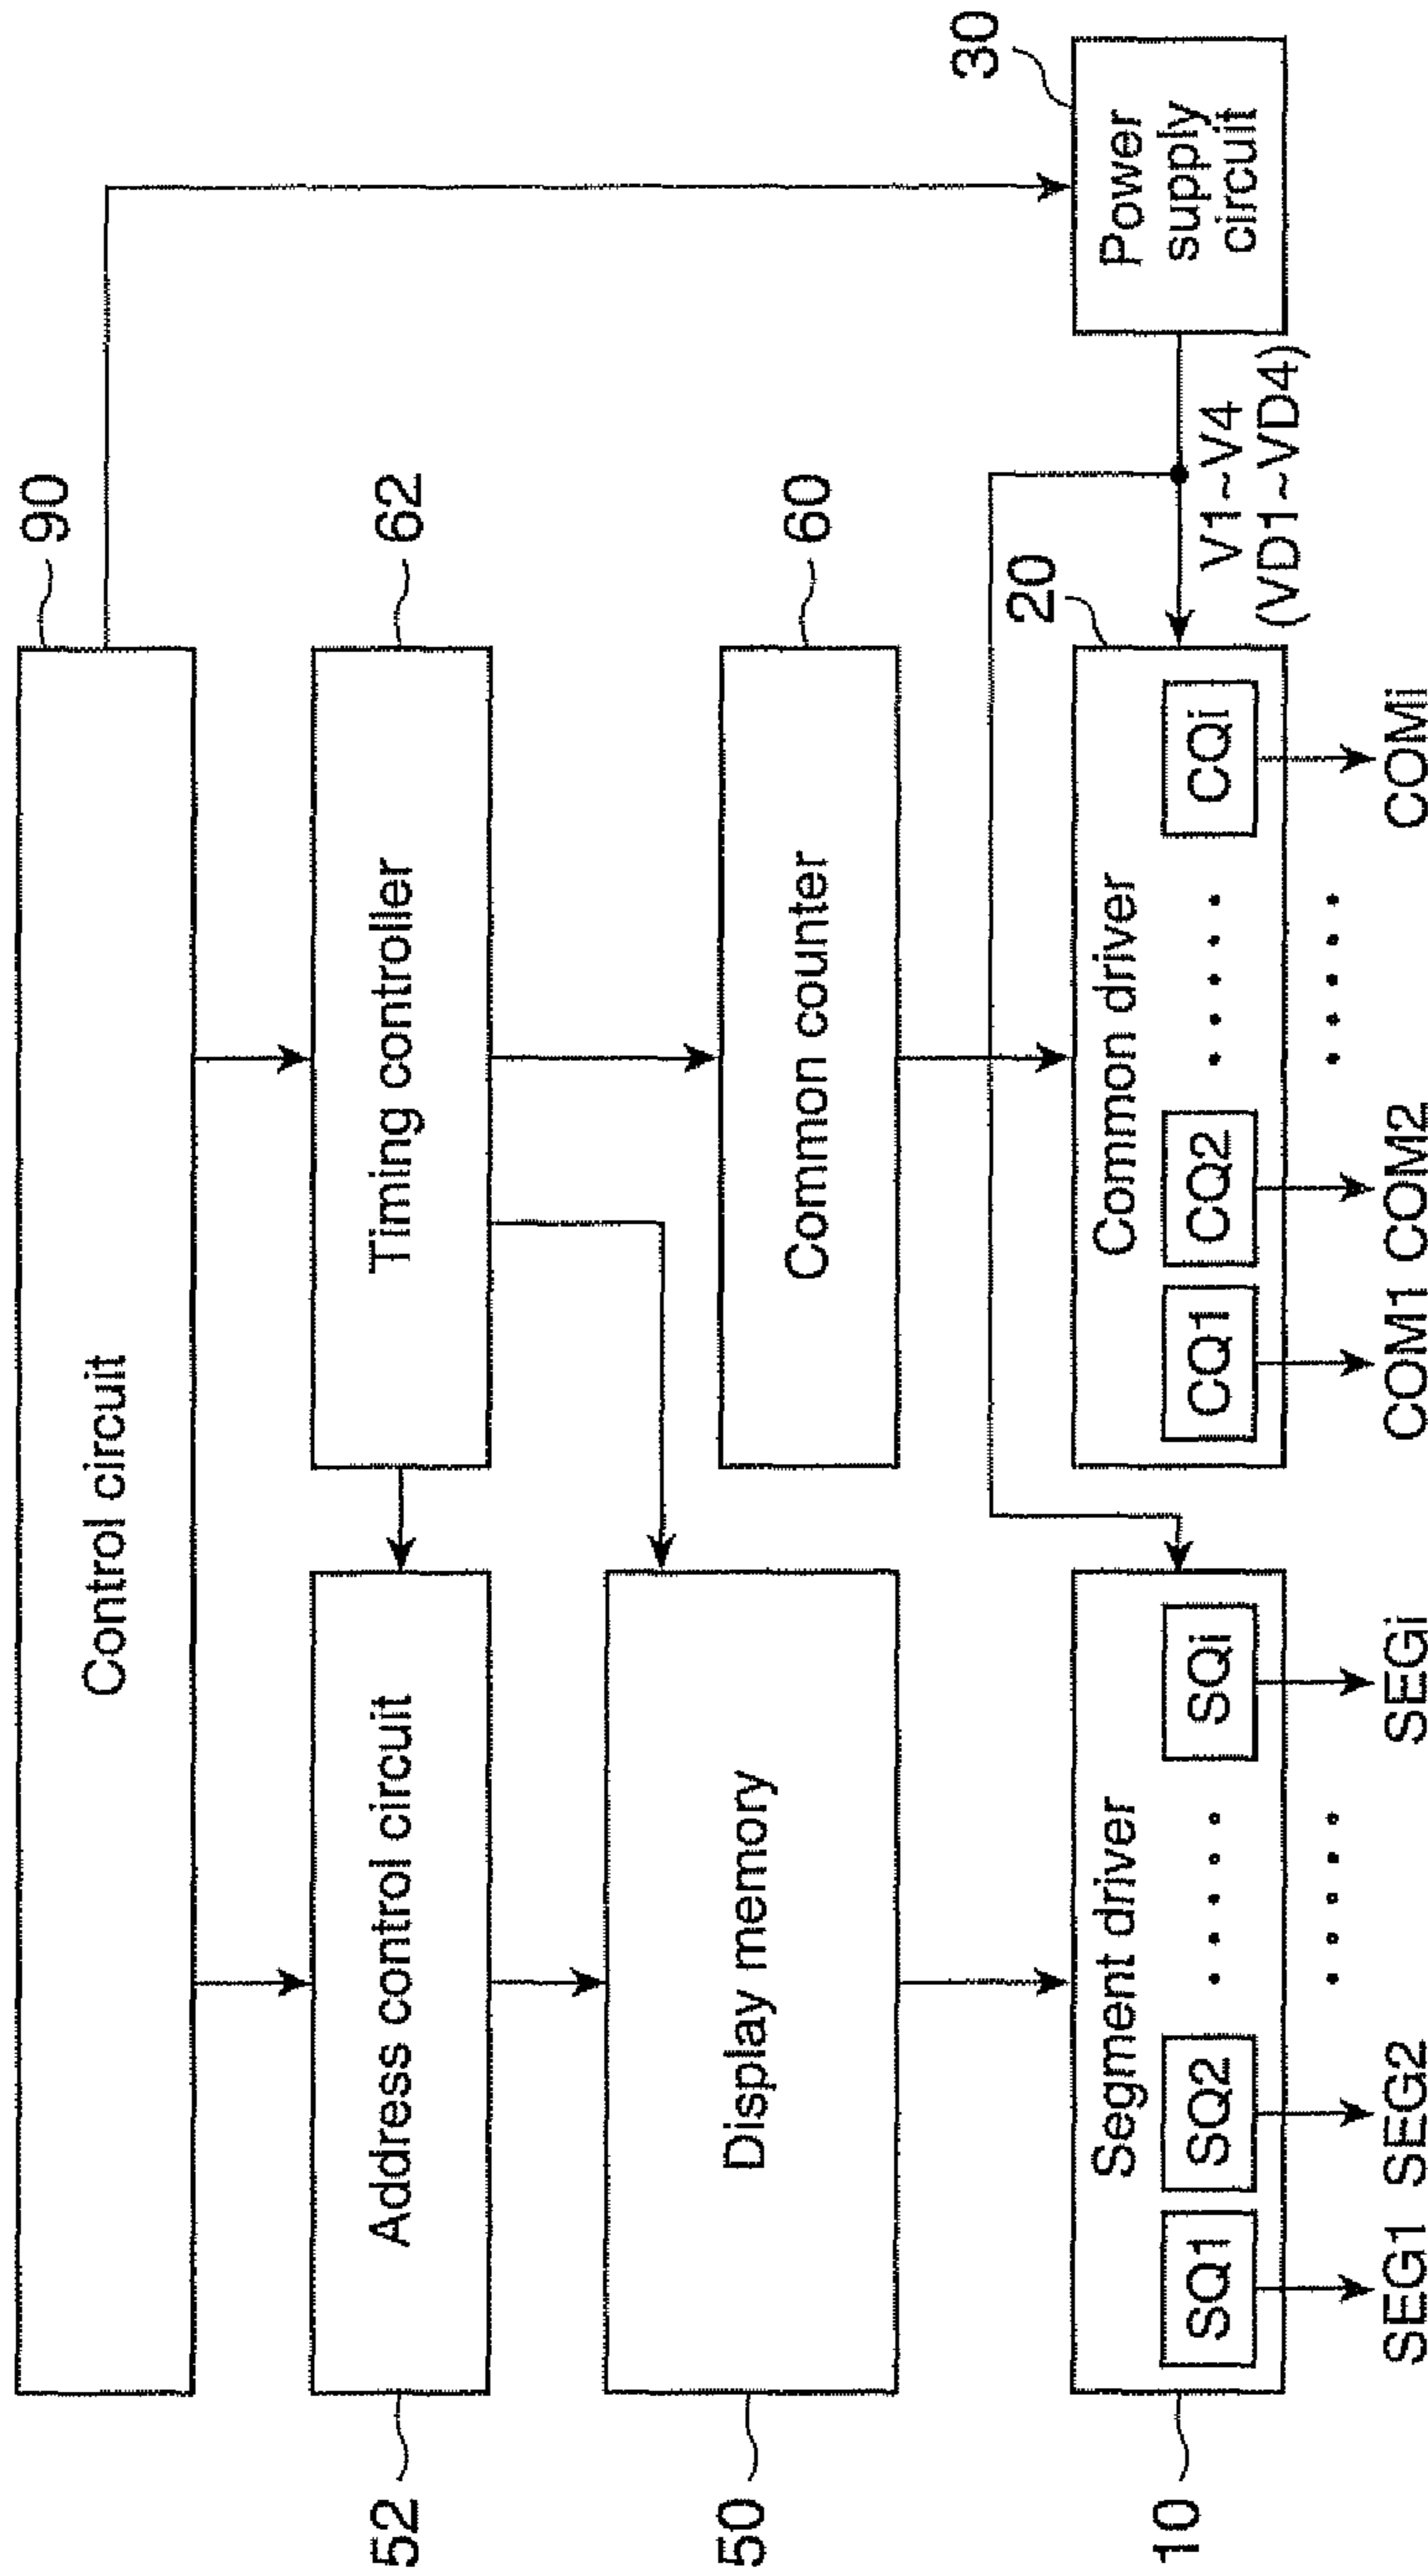 90
Control circuit
52
Address control circuit
Timing controller
62
50
Display memory
Common counter
60
10
Segment driver
SQ1
SQ2
SQi
20
Common driver
CQ1
CQ2
CQi
30
Power
supply
circuit
V1~V4
(VD1~VD4)
SEG1 SEG2
SEGi
COM1 COM2
COMi